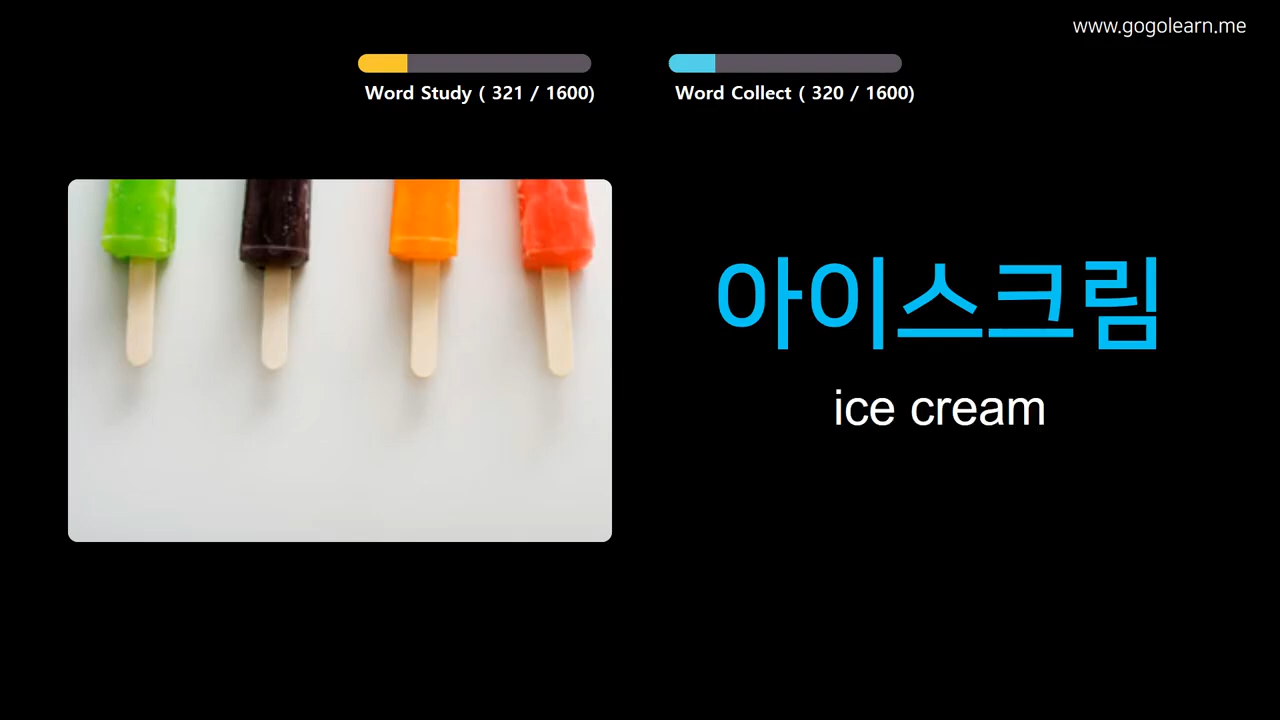 www.gogolearn.me
Word Study ( 321 / 1600)
Word Collect ( 320 / 1600)
아이스크림
ice cream